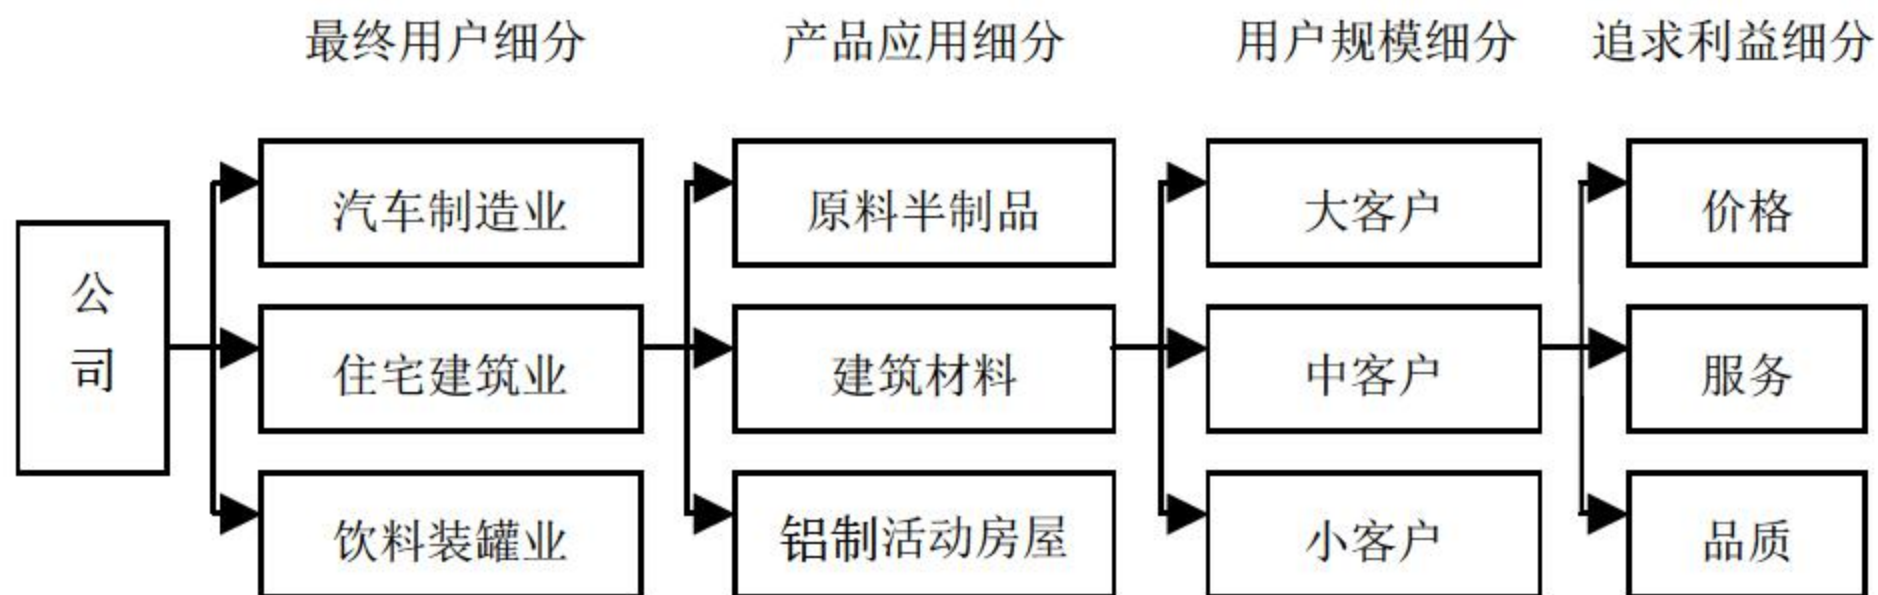 最终用户细分 产品应用细分 用户规模细分 追求利益细分
公司
汽车制造业 原料半制品 大客户 价格
住宅建筑业 建筑材料 中客户 服务
饮料装罐业 铝制活动房屋 小客户 品质